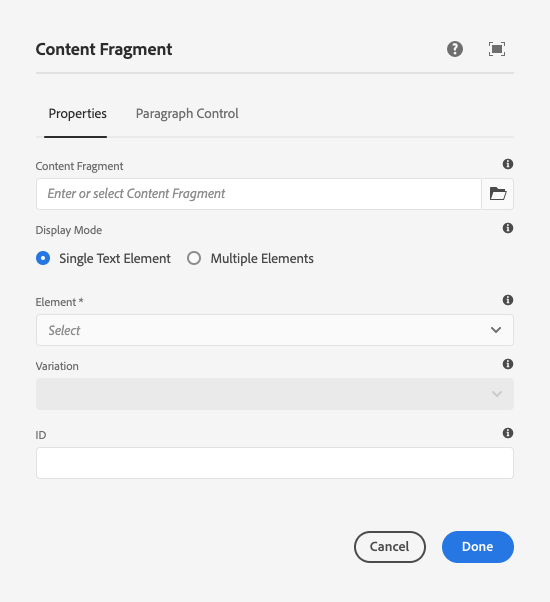 Content Fragment
Properties Paragraph Control
Content Fragment
Enter or select Content Fragment
Display Mode
Single Text Element Multiple Elements
Element *
Select
Variation
ID
Cancel Done